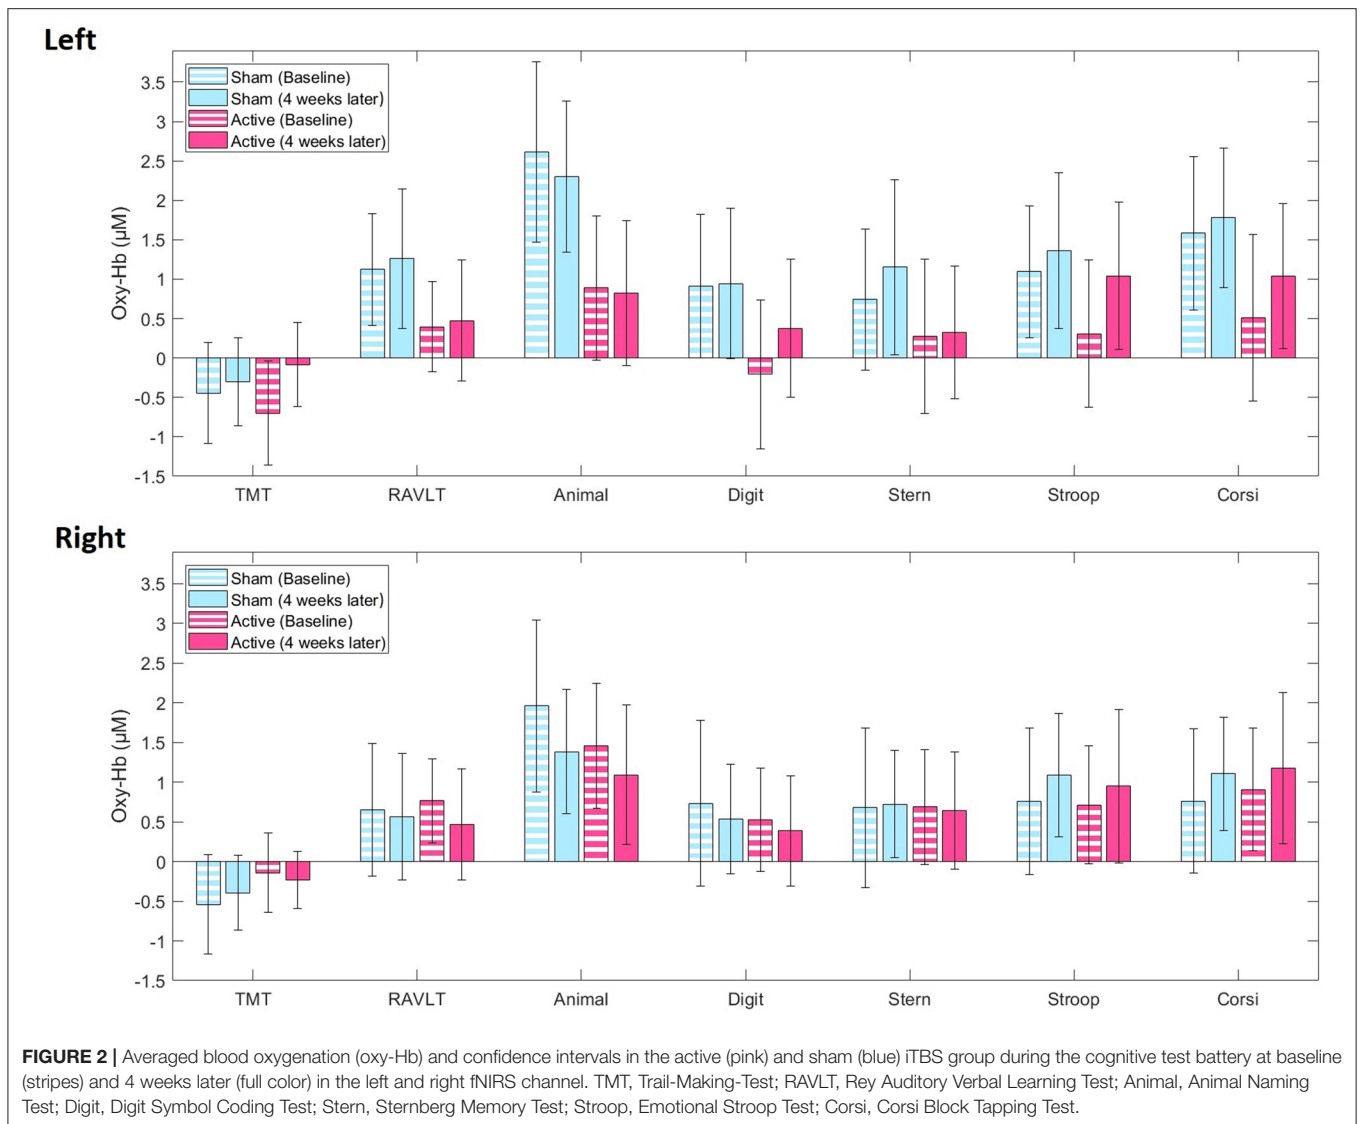 Left
Sham (Baseline)
Sham (4 weeks later)
Active (Baseline)
Active (4 weeks later)
Oxy-Hb (µM)
3.5
3
2.5
2
1.5
1
0.5
0
-0.5
-1
-1.5
TMT RAVLT Animal Digit Stern Stroop Corsi
Right
Sham (Baseline)
Sham (4 weeks later)
Active (Baseline)
Active (4 weeks later)
Oxy-Hb (µM)
3.5
3
2.5
2
1.5
1
0.5
0
-0.5
-1
-1.5
TMT RAVLT Animal Digit Stern Stroop Corsi
FIGURE 2 | Averaged blood oxygenation (oxy-Hb) and confidence intervals in the active (pink) and sham (blue) iTBS group during the cognitive test battery at baseline
(stripes) and 4 weeks later (full color) in the left and right fNIRS channel. TMT, Trail-Making-Test; RAVLT, Rey Auditory Verbal Learning Test; Animal, Animal Naming
Test; Digit, Digit Symbol Coding Test; Stern, Sternberg Memory Test; Stroop, Emotional Stroop Test; Corsi, Corsi Block Tapping Test.